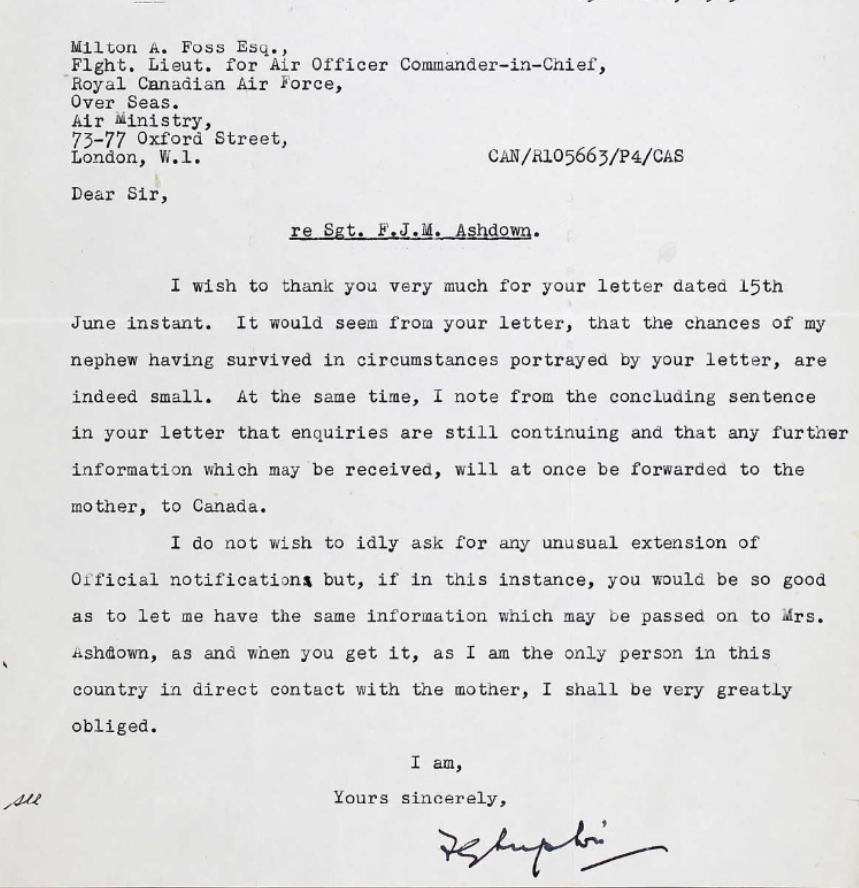 Milton A. Foss Esq.,
Flght. Lieut. for Air Officer Commander-in-Chief,
Royal Canadian Air Force,
Over Seas.
Air Ministry,
73-77 Oxford Street,
London, W.1. CAN/R105663/P4/CAS
Dear Sir,
re Sgt. F.J.M. Ashdown.
I wish to thank you very much for your letter dated 15th
June instant. It would seem from your letter, that the chances of my
nephew having survived in circumstances portrayed by your letter, are
indeed small. At the same time, I note from the concluding sentence
in your letter that enquiries are still continuing and that any further
information which may be received, will at once be forwarded to the
mother, to Canada.
I do not wish to idly ask for any unusual extension of
Official notification, but, if in this instance, you would be so good
as to let me have the same information which may be passed on to Mrs.
Ashdown, as and when you get it, as I am the only person in this
country in direct contact with the mother, I shall be very greatly
obliged.
I am,
see Yours sincerely,